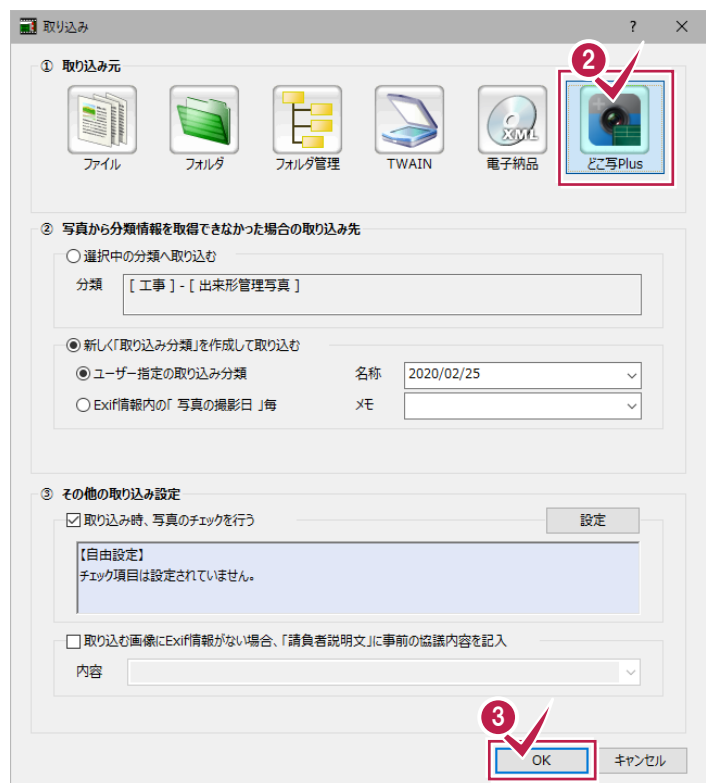 取り込み ? ×
① 取り込み元
2
ファイル フォルダ フォルダ管理 TWAIN 電子納品 どこ写Plus
XML
② 写真から分類情報を取得できなかった場合の取り込み先
選択中の分類へ取り込む
分類 [ 工事 ] - [ 出来形管理写真 ]
新しく「取り込み分類」を作成して取り込む
ユーザー指定の取り込み分類 名称 2020/02/25
Exif情報内の「 写真の撮影日 」毎 メモ
③ その他の取り込み設定
取り込み時、写真のチェックを行う 設定
【自由設定】
チェック項目は設定されていません。
取り込む画像にExif情報がない場合、「請負者説明文」に事前の協議内容を記入
内容
3
OK キャンセル